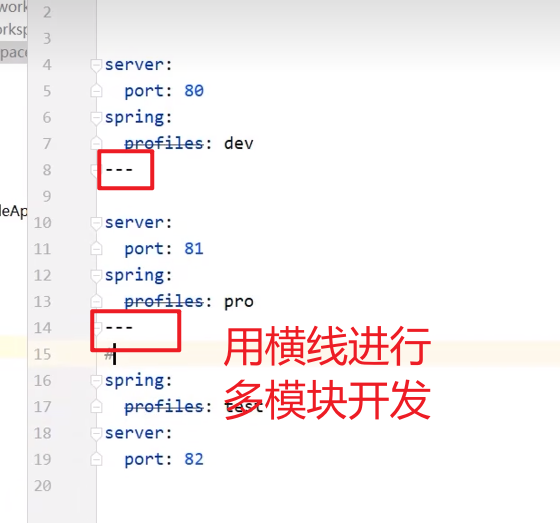 work
2
orksp
3
pace
4 server:
5 port: 80
6 spring:
7 profiles: dev
8 ---
9
leAp
10 server:
11 port: 81
12 spring:
13 profiles: pro
14 ---
用横线进行
15 #
16 spring:
多模块开发
17 profiles: test
18 server:
19 port: 82
20